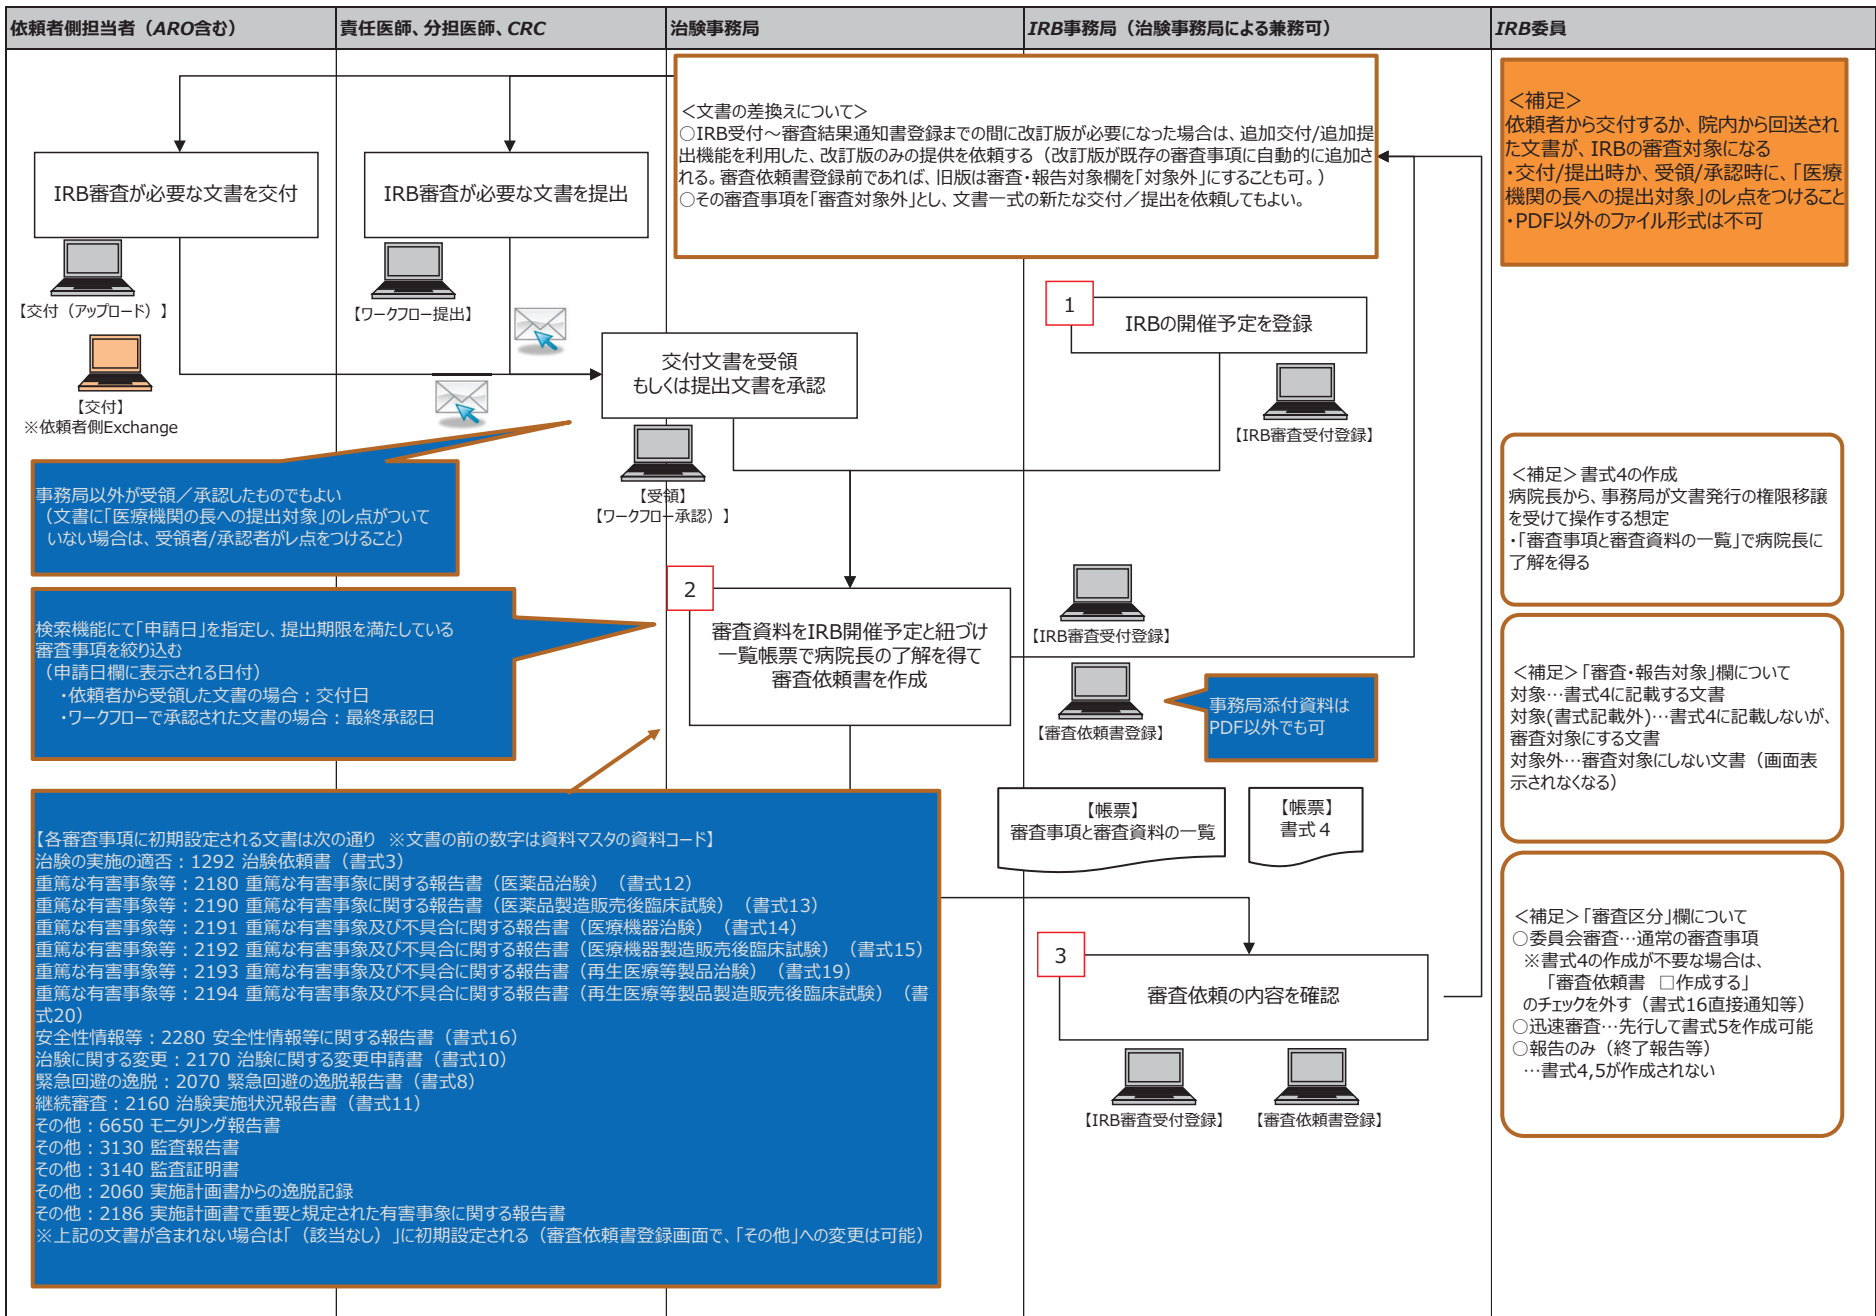 依頼者側担当者（ARO含む）
責任医師、分担医師、CRC
治験事務局
IRB事務局（治験事務局による兼務可）
IRB委員
＜文書の差換えについて＞
○IRB受付～審査結果通知書登録までの間に改訂版が必要になった場合は、追加交付/追加提
出機能を利用した、改訂版のみの提供を依頼する（改訂版が既存の審査事項に自動的に追加さ
れる。審査依頼書登録前であれば、旧版は審査・報告対象欄を「対象外」にすることも可。）
○その審査事項を「審査対象外」とし、文書一式の新たな交付／提出を依頼してもよい。
＜補足＞
依頼者から交付するか、院内から回送され
た文書が、IRBの審査対象になる
・交付/提出時か、受領/承認時に、「医療
機関の長への提出対象」のレ点をつけること
・PDF以外のファイル形式は不可
IRB審査が必要な文書を交付
IRB審査が必要な文書を提出
【交付（アップロード）】
【ワークフロー提出】
【交付】
※依頼者側Exchange
1
IRBの開催予定を登録
【IRB審査受付登録】
交付文書を受領
もしくは提出文書を承認
【受領】
【ワークフロー承認）】
事務局以外が受領／承認したものでもよい
（文書に「医療機関の長への提出対象」のレ点がついて
いない場合は、受領者/承認者がレ点をつけること）
＜補足＞書式4の作成
病院長から、事務局が文書発行の権限移譲
を受けて操作する想定
・「審査事項と審査資料の一覧」で病院長に
了解を得る
検索機能にて「申請日」を指定し、提出期限を満たしている
審査事項を絞り込む
（申請日欄に表示される日付）
・依頼者から受領した文書の場合：交付日
・ワークフローで承認された文書の場合：最終承認日
2
審査資料をIRB開催予定と紐づけ
一覧帳票で病院長の了解を得て
審査依頼書を作成
【IRB審査受付登録】
【審査依頼書登録】
事務局添付資料は
PDF以外でも可
＜補足＞「審査・報告対象」欄について
対象…書式4に記載する文書
対象(書式記載外)…書式4に記載しないが、
審査対象にする文書
対象外…審査対象にしない文書（画面表
示されなくなる）
【帳票】
審査事項と審査資料の一覧
【帳票】
書式４
【各審査事項に初期設定される文書は次の通り ※文書の前の数字は資料マスタの資料コード】
治験の実施の適否：1292 治験依頼書（書式3）
重篤な有害事象等：2180 重篤な有害事象に関する報告書（医薬品治験）（書式12）
重篤な有害事象等：2190 重篤な有害事象に関する報告書（医薬品製造販売後臨床試験）（書式13）
重篤な有害事象等：2191 重篤な有害事象及び不具合に関する報告書（医療機器治験）（書式14）
重篤な有害事象等：2192 重篤な有害事象及び不具合に関する報告書（医療機器製造販売後臨床試験）（書式15）
重篤な有害事象等：2193 重篤な有害事象及び不具合に関する報告書（再生医療等製品治験）（書式19）
重篤な有害事象等：2194 重篤な有害事象及び不具合に関する報告書（再生医療等製品製造販売後臨床試験）（書
式20）
安全性情報等：2280 安全性情報等に関する報告書（書式16）
治験に関する変更：2170 治験に関する変更申請書（書式10）
緊急回避の逸脱：2070 緊急回避の逸脱報告書（書式8）
継続審査：2160 治験実施状況報告書（書式11）
その他：6650 モニタリング報告書
その他：3130 監査報告書
その他：3140 監査証明書
その他：2060 実施計画書からの逸脱記録
その他：2186 実施計画書で重要と規定された有害事象に関する報告書
※上記の文書が含まれない場合は「（該当なし）」に初期設定される（審査依頼書登録画面で、「その他」への変更は可能）
3
審査依頼の内容を確認
【IRB審査受付登録】
【審査依頼書登録】
＜補足＞「審査区分」欄について
○委員会審査…通常の審査事項
※書式4の作成が不要な場合は、
「審査依頼書　□作成する」
のチェックを外す（書式16直接通知等）
○迅速審査…先行して書式5を作成可能
○報告のみ（終了報告等）
…書式4,5が作成されない